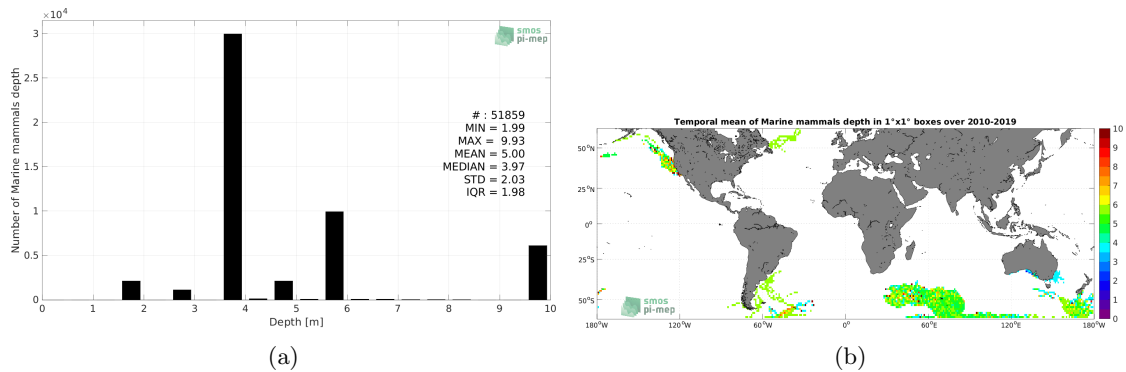 ×10⁴
3
2.5
2
1.5
1
0.5
0
Number of Marine mammals depth
smos
pi-mep
# : 51859
MIN = 1.99
MAX = 9.93
MEAN = 5.00
MEDIAN = 3.97
STD = 2.03
IQR = 1.98
0 1 2 3 4 5 6 7 8 9 10
Depth [m]
(a)
Temporal mean of Marine mammals depth in 1°x1° boxes over 2010-2019
50°N
25°N
0°
25°S
50°S
180°W 120°W 60°W 0° 60°E 120°E 180°W
smos
pi-mep
10
9
8
7
6
5
4
3
2
1
0
(b)